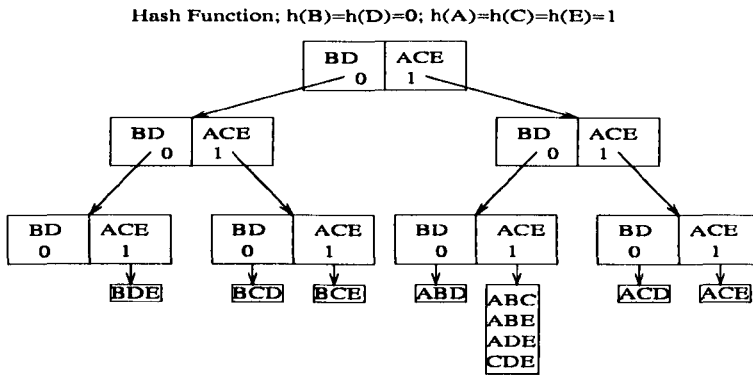 Hash Function; h(B)=h(D)=0; h(A)=h(C)=h(E)=1
BD ACE
0 1
BD ACE BD ACE
0 1 0 1
BD ACE BD ACE BD ACE BD ACE
0 1 0 1 0 1 0 1
BDE BCD BCE ABD ABC ACD ACE
ABE
ADE
CDE